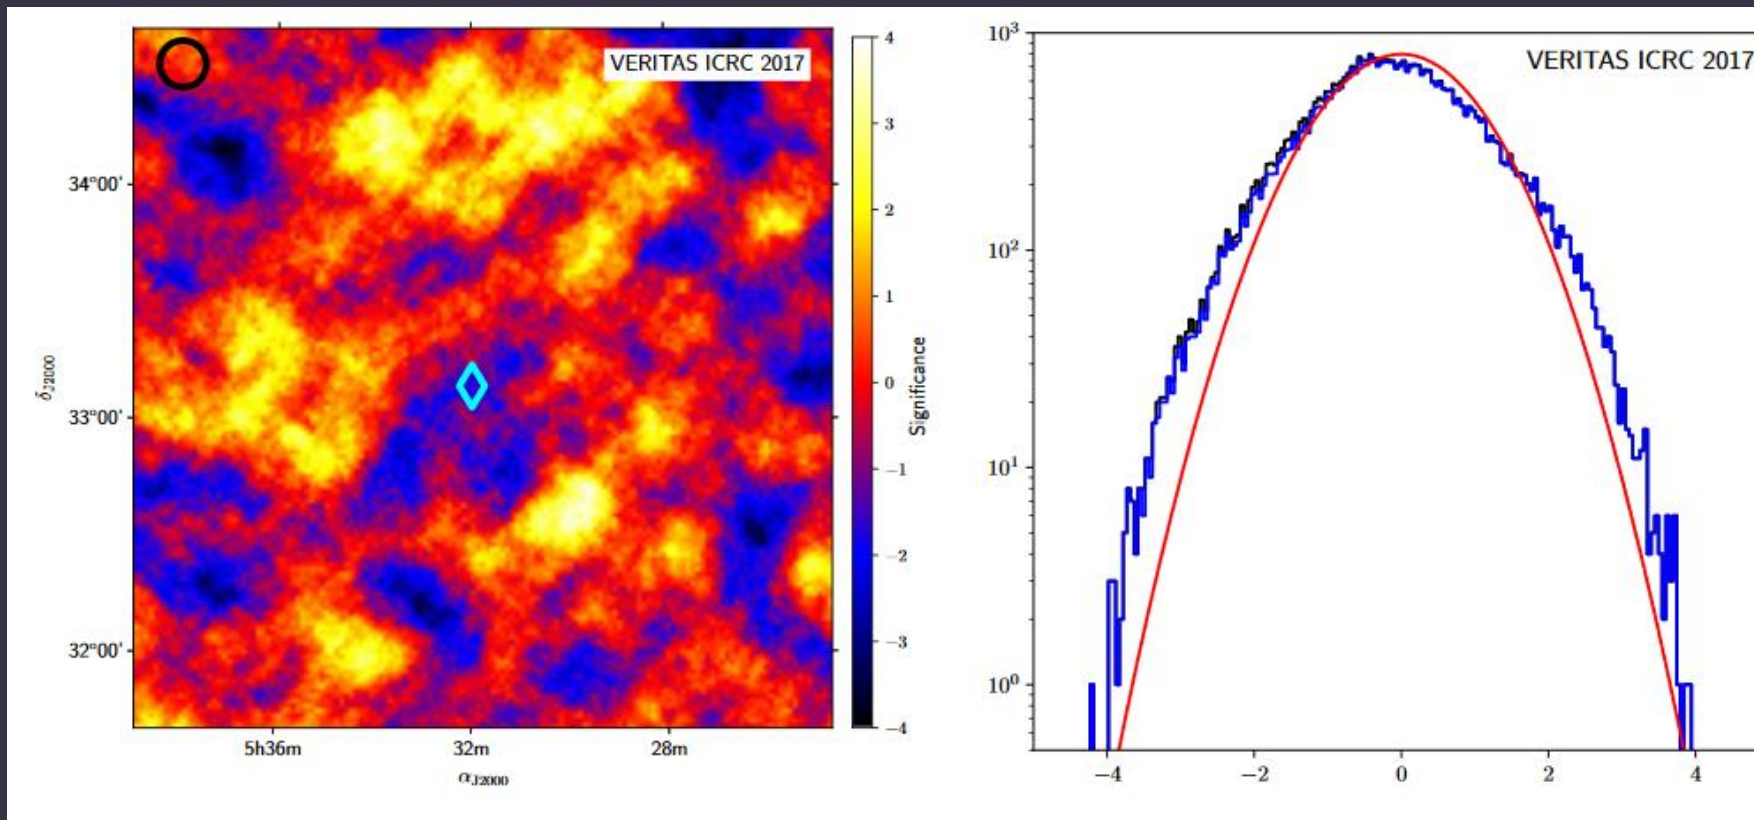 VERITAS ICRC 2017
34°00'
33°00'
32°00'
δJ2000
5h36m
32m
28m
αJ2000
4
3
2
1
0
−1
−2
−3
−4
Significance
VERITAS ICRC 2017
10³
10²
10¹
10⁰
−4
−2
0
2
4